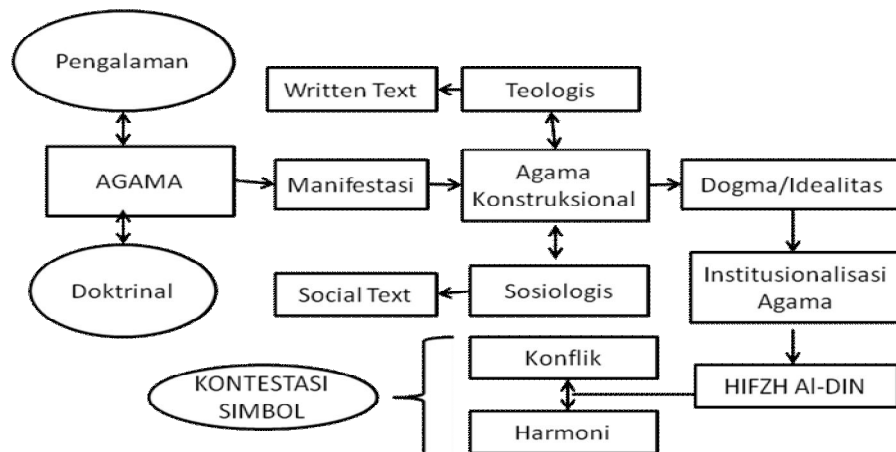 Pengalaman
Written Text
Teologis
AGAMA
Manifestasi
Agama
Konstruksional
Dogma/Idealitas
Doktrinal
Social Text
Sosiologis
Institusionalisasi
Agama
KONTESTASI
SIMBOL
Konflik
HIFZH Al-DIN
Harmoni